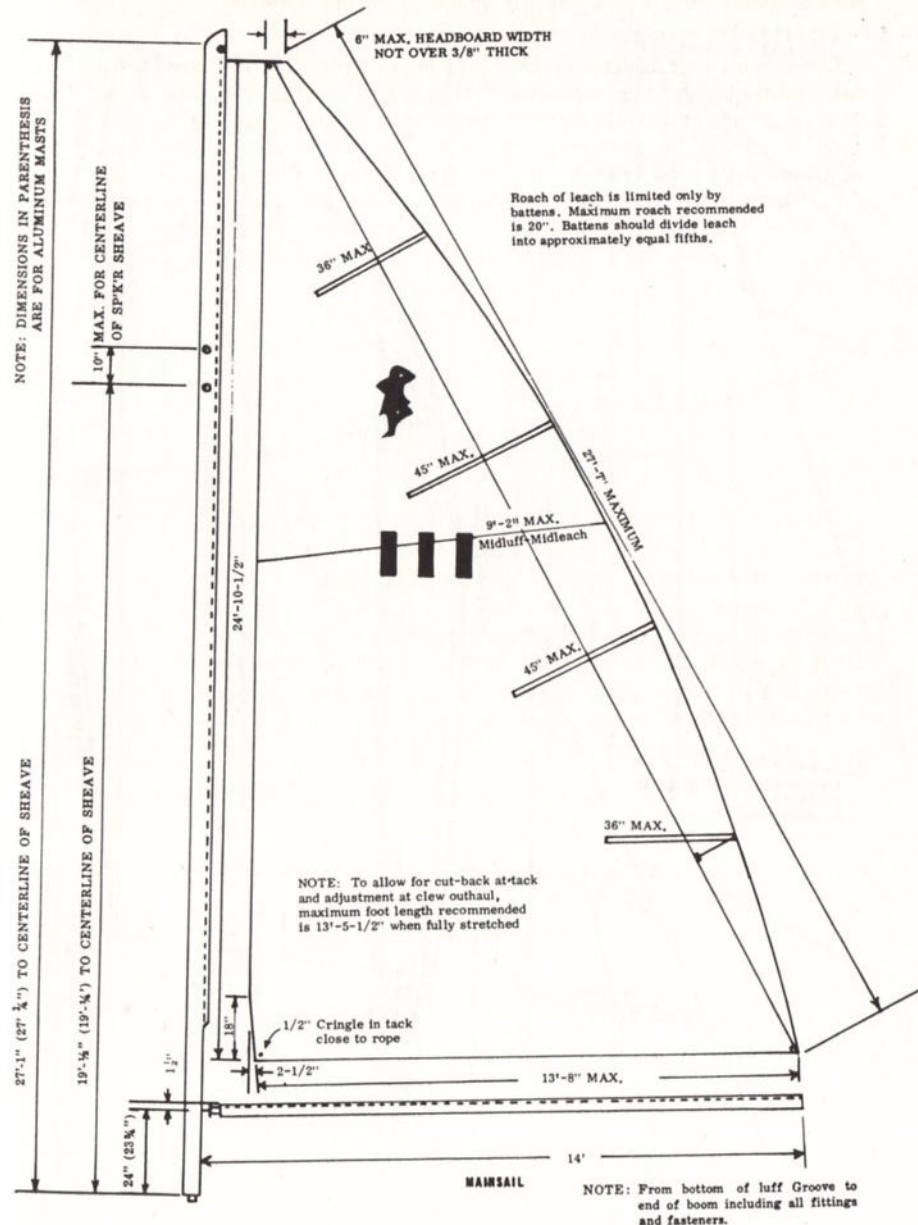 6" MAX. HEADBOARD WIDTH
NOT OVER 3/8" THICK
NOTE: DIMENSIONS IN PARENTHESIS
ARE FOR ALUMINUM MASTS
10" MAX. FOR CENTERLINE
OF SP'K'R SHEAVE
Roach of leach is limited only by
battens. Maximum roach recommended
is 20". Battens should divide leach
into approximately equal fifths.
36" MAX
45" MAX.
27'-7" MAXIMUM
9'-2" MAX.
Midluff-Midleach
24'-10-1/2"
45" MAX.
36" MAX.
27'-1" (27' ¼") TO CENTERLINE OF SHEAVE
19'-½" (19'-¼') TO CENTERLINE OF SHEAVE
NOTE: To allow for cut-back at tack
and adjustment at clew outhaul,
maximum foot length recommended
is 13'-5-1/2" when fully stretched
18"
1/2" Cringle in tack
close to rope
2-1/2"
13'-8" MAX.
1½"
24" (23¾")
14'
MAINSAIL
NOTE: From bottom of luff Groove to
end of boom including all fittings
and fasteners.